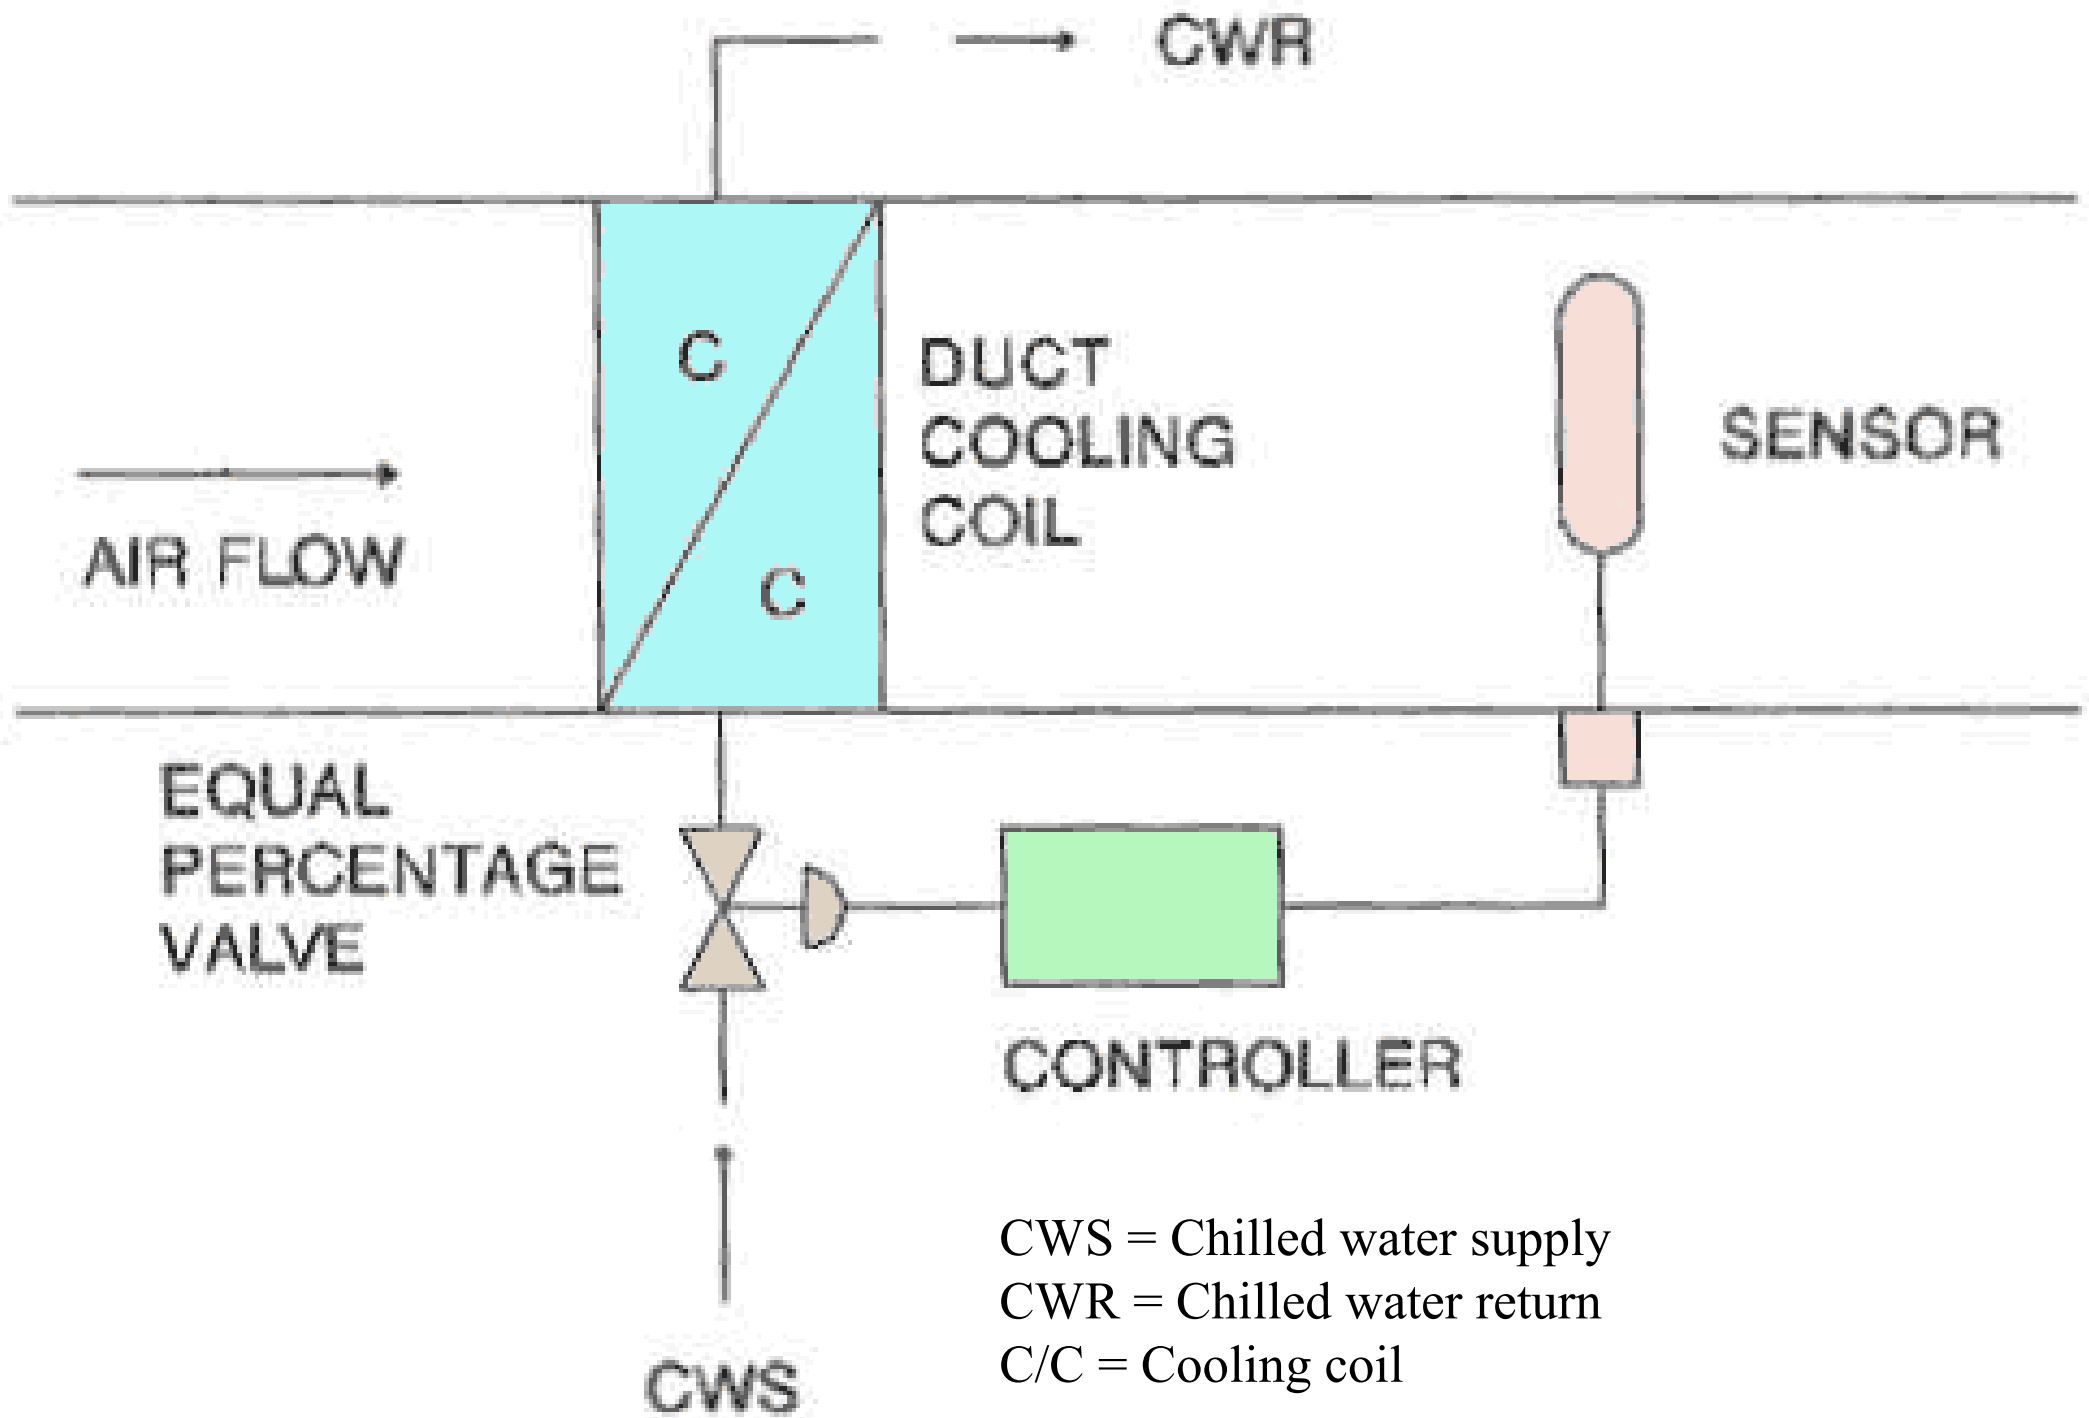 CWR
C
DUCT
COOLING
COIL
SENSOR
AIR FLOW
C
EQUAL
PERCENTAGE
VALVE
CONTROLLER
CWS = Chilled water supply
CWR = Chilled water return
C/C = Cooling coil
CWS